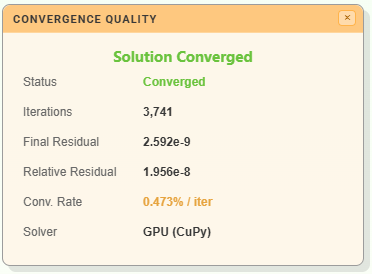 CONVERGENCE QUALITY ×
Solution Converged
Status Converged
Iterations 3,741
Final Residual 2.592e-9
Relative Residual 1.956e-8
Conv. Rate 0.473% / iter
Solver GPU (CuPy)